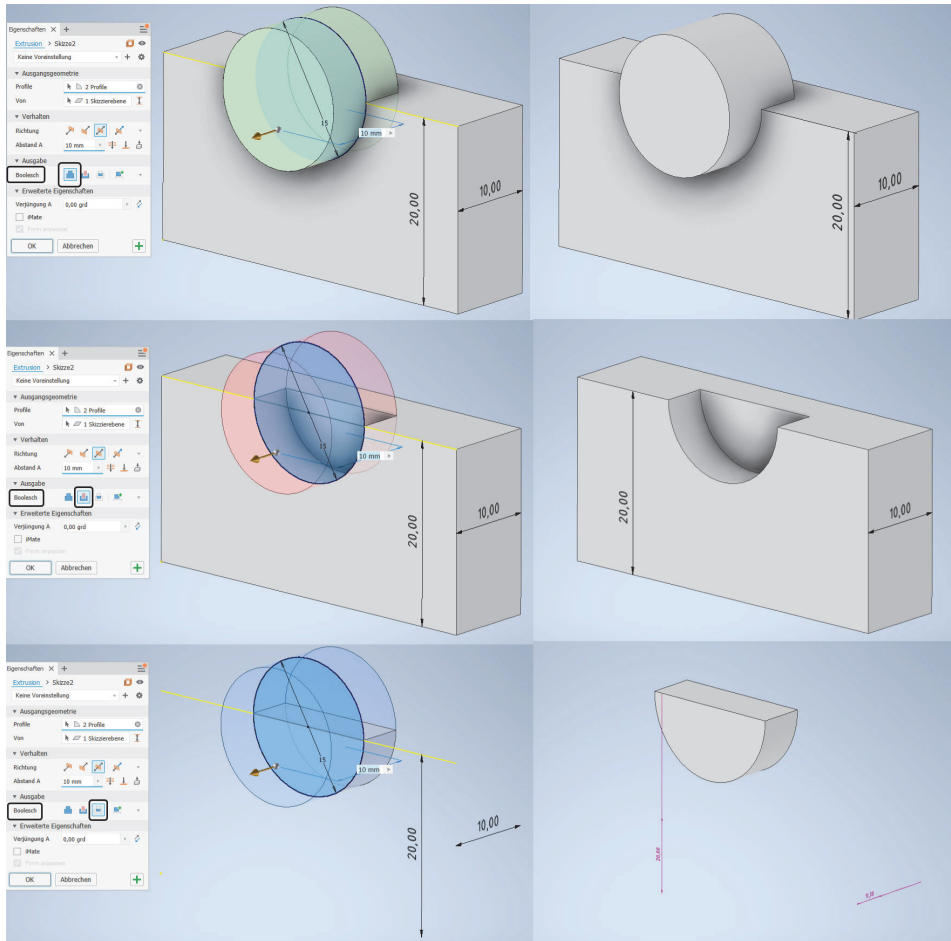 Eigenschaften × +
Extrusion > Skizze2
Keine Voreinstellung
Ausgangsgeometrie
Profile 2 Profile
Von 1 Skizzierebene
Verhalten
Richtung
Abstand A 10 mm
Ausgabe
Boolesch
Erweiterte Eigenschaften
Verjüngung A 0,00 grd
iMate
Form anpassen
OK Abbrechen
15
10 mm
20,00
10,00
20,00
10,00
Eigenschaften × +
Extrusion > Skizze2
Keine Voreinstellung
Ausgangsgeometrie
Profile 2 Profile
Von 1 Skizzierebene
Verhalten
Richtung
Abstand A 10 mm
Ausgabe
Boolesch
Erweiterte Eigenschaften
Verjüngung A 0,00 grd
iMate
Form anpassen
OK Abbrechen
15
10 mm
20,00
10,00
20,00
10,00
Eigenschaften × +
Extrusion > Skizze2
Keine Voreinstellung
Ausgangsgeometrie
Profile 2 Profile
Von 1 Skizzierebene
Verhalten
Richtung
Abstand A 10 mm
Ausgabe
Boolesch
Erweiterte Eigenschaften
Verjüngung A 0,00 grd
iMate
Form anpassen
OK Abbrechen
15
10 mm
20,00
10,00
20,00